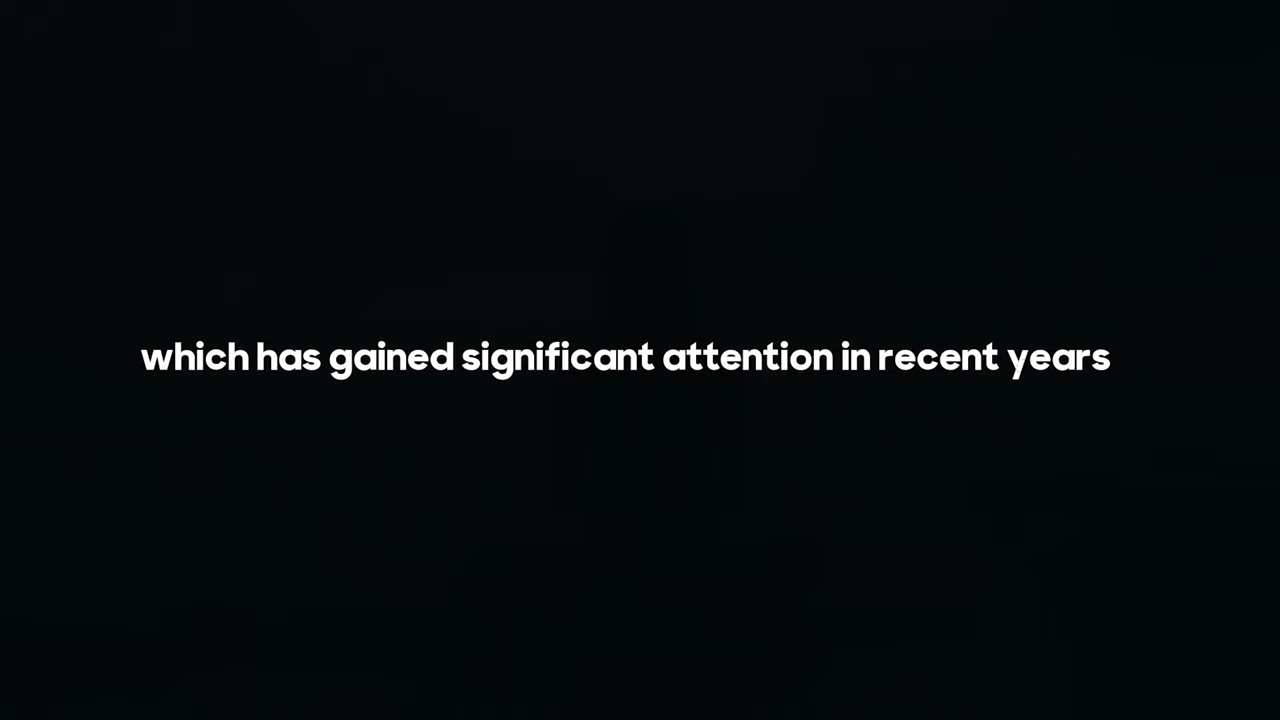 which has gained significant attention in recent years